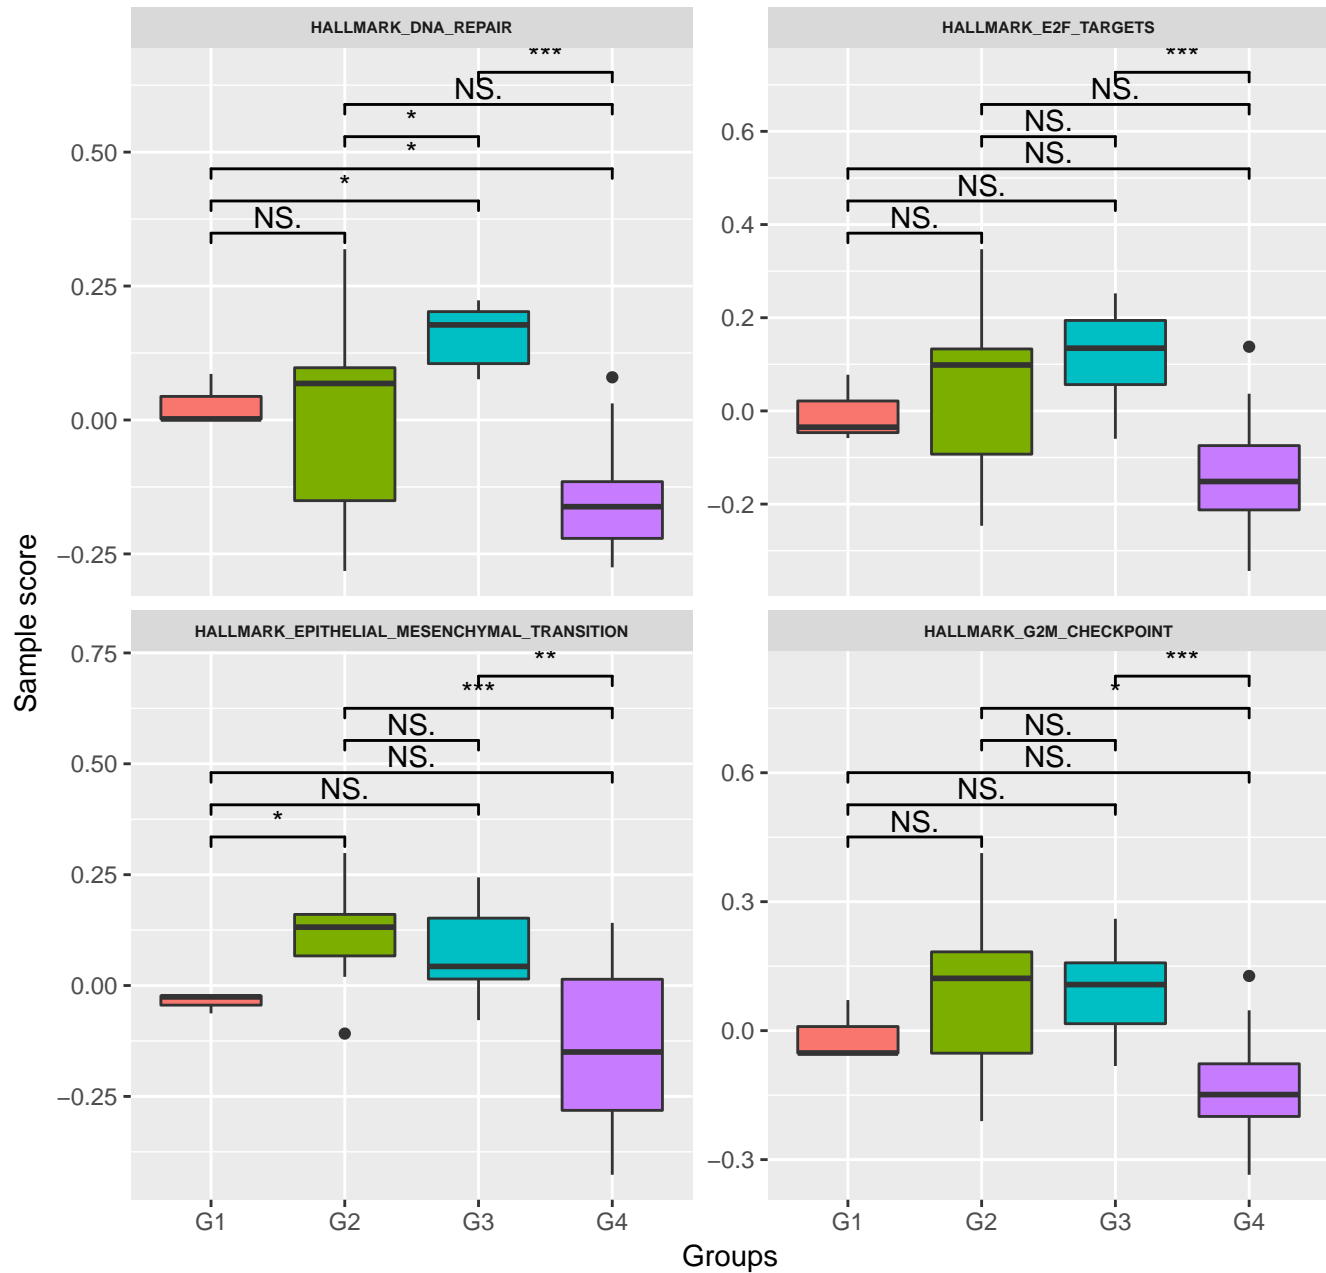 HALLMARK_DNA_REPAIR
HALLMARK_E2F_TARGETS
***
NS.
*
*
*
NS.
0.50
0.25
0.00
−0.25
***
NS.
NS.
NS.
NS.
NS.
0.6
0.4
0.2
0.0
−0.2
Sample score
HALLMARK_EPITHELIAL_MESENCHYMAL_TRANSITION
HALLMARK_G2M_CHECKPOINT
**
***
NS.
NS.
NS.
*
0.75
0.50
0.25
0.00
−0.25
***
*
NS.
NS.
NS.
NS.
0.6
0.3
0.0
−0.3
G1 G2 G3 G4
G1 G2 G3 G4
Groups